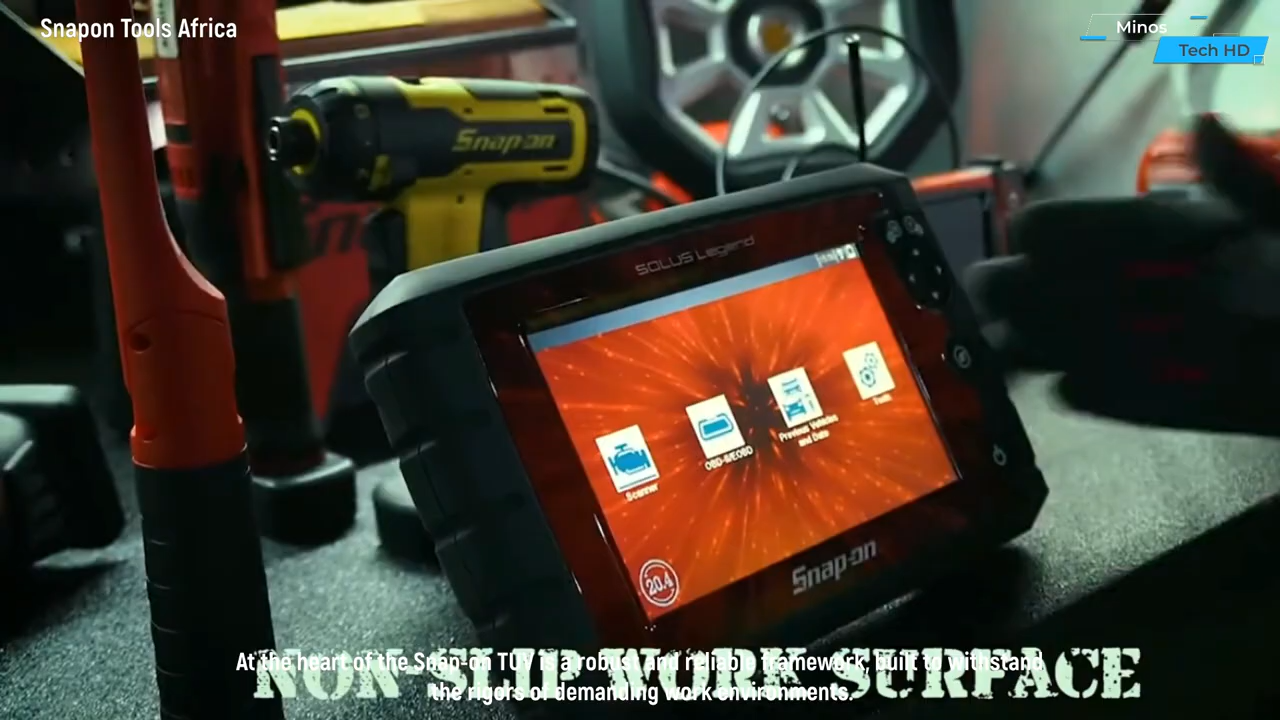 Snapon Tools Africa
Minos
Tech HD
Snap-on
SOLUS Legend
Scanner
OBD-II/EOBD
Previous Vehicles
and Data
Tools
20.4
Snap-on
NON-SLIP WORK SURFACE
At the heart of the Snap-on TUV is a robust and reliable framework, built to withstand
the rigors of demanding work environments.